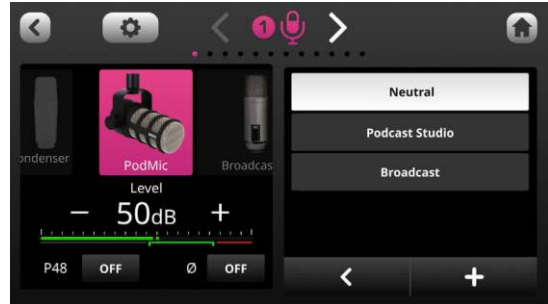 1
Neutral
Podcast Studio
Broadcast
ondenser
PodMic
Broadcas
Level
− 50dB +
P48 OFF Ø OFF